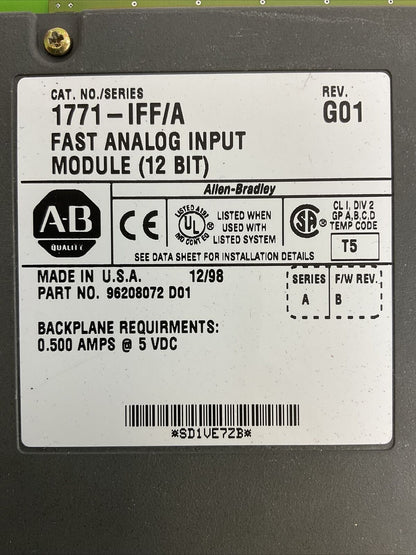 CAT. NO./SERIES
REV.
1771-IFF/A
G01
FAST ANALOG INPUT
MODULE (12 BIT)
Allen-Bradley
A-B
QUALITY
CE
LISTED A196
UL
IND CONT EQ
LISTED WHEN
USED WITH
LISTED SYSTEM
SA
CL I, DIV 2
GP A,B,C,D
TEMP CODE
T5
SEE DATA SHEET FOR INSTALLATION DETAILS
MADE IN U.S.A. 12/98
PART NO. 96208072 D01
SERIES F/W REV.
A B
BACKPLANE REQUIRMENTS:
0.500 AMPS @ 5 VDC
*SD1VE7ZB*